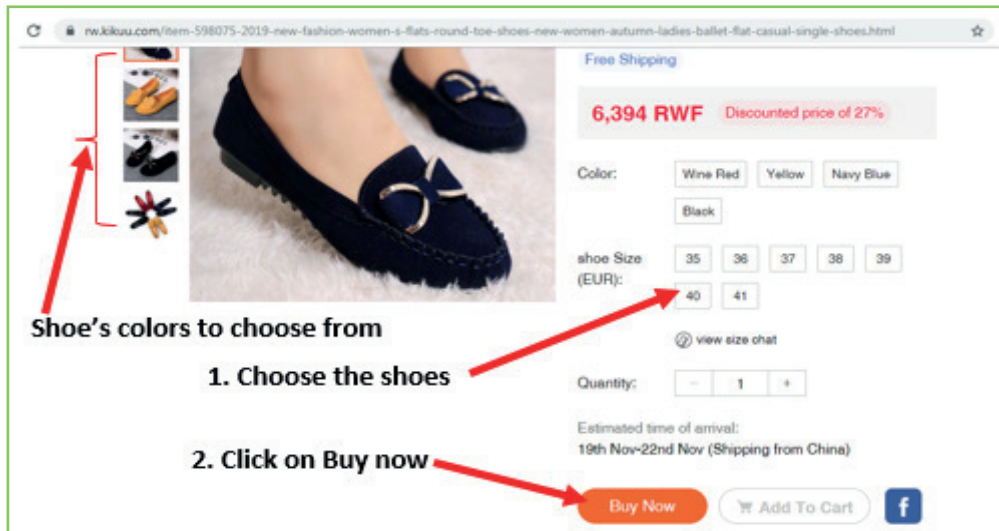 rw.kikuu.com/item-598075-2019-new-fashion-women-s-flats-round-toe-shoes-new-women-autumn-ladies-ballet-flat-casual-single-shoes.html
Free Shipping
6,394 RWF Discounted price of 27%
Color: Wine Red Yellow Navy Blue
Black
shoe Size (EUR): 35 36 37 38 39
40 41
Shoe's colors to choose from
view size chat
1. Choose the shoes
Quantity: - 1 +
Estimated time of arrival:
19th Nov-22nd Nov (Shipping from China)
2. Click on Buy now
Buy Now Add To Cart f